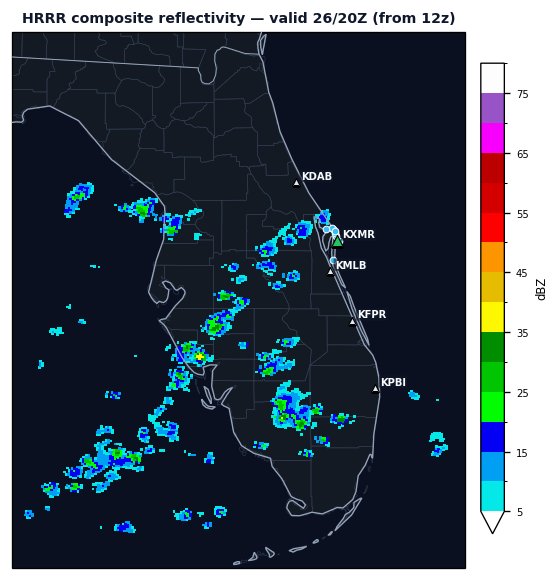 HRRR composite reflectivity — valid 26/20Z (from 12z)
KDAB
KXMR
KMLB
KFPR
KPBI
75
65
55
45
35
25
15
5
dBZ